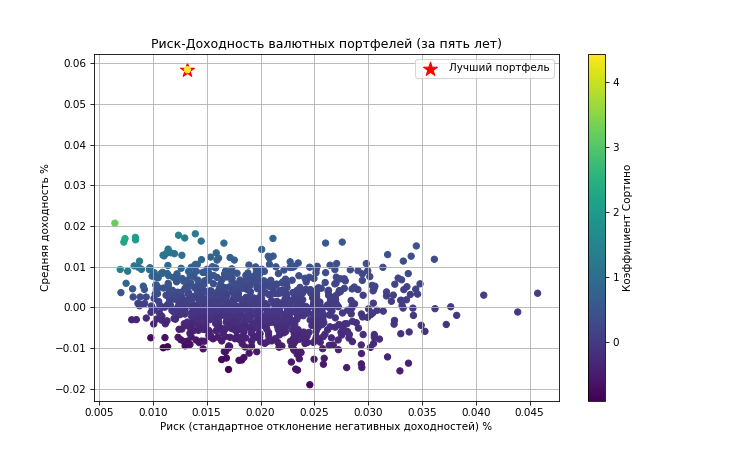 Риск-Доходность валютных портфелей (за пять лет)
Лучший портфель
Средняя доходность %
0.06
0.05
0.04
0.03
0.02
0.01
0.00
−0.01
−0.02
0.005 0.010 0.015 0.020 0.025 0.030 0.035 0.040 0.045
Риск (стандартное отклонение негативных доходностей) %
4
3
2
1
0
Коэффициент Сортино